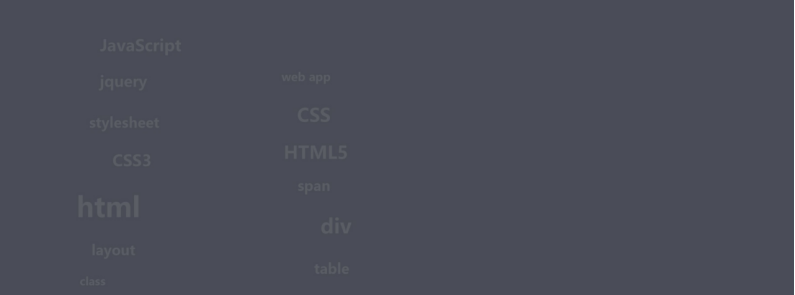 JavaScript
jquery
stylesheet
CSS3
html
layout
class
web app
CSS
HTML5
span
div
table